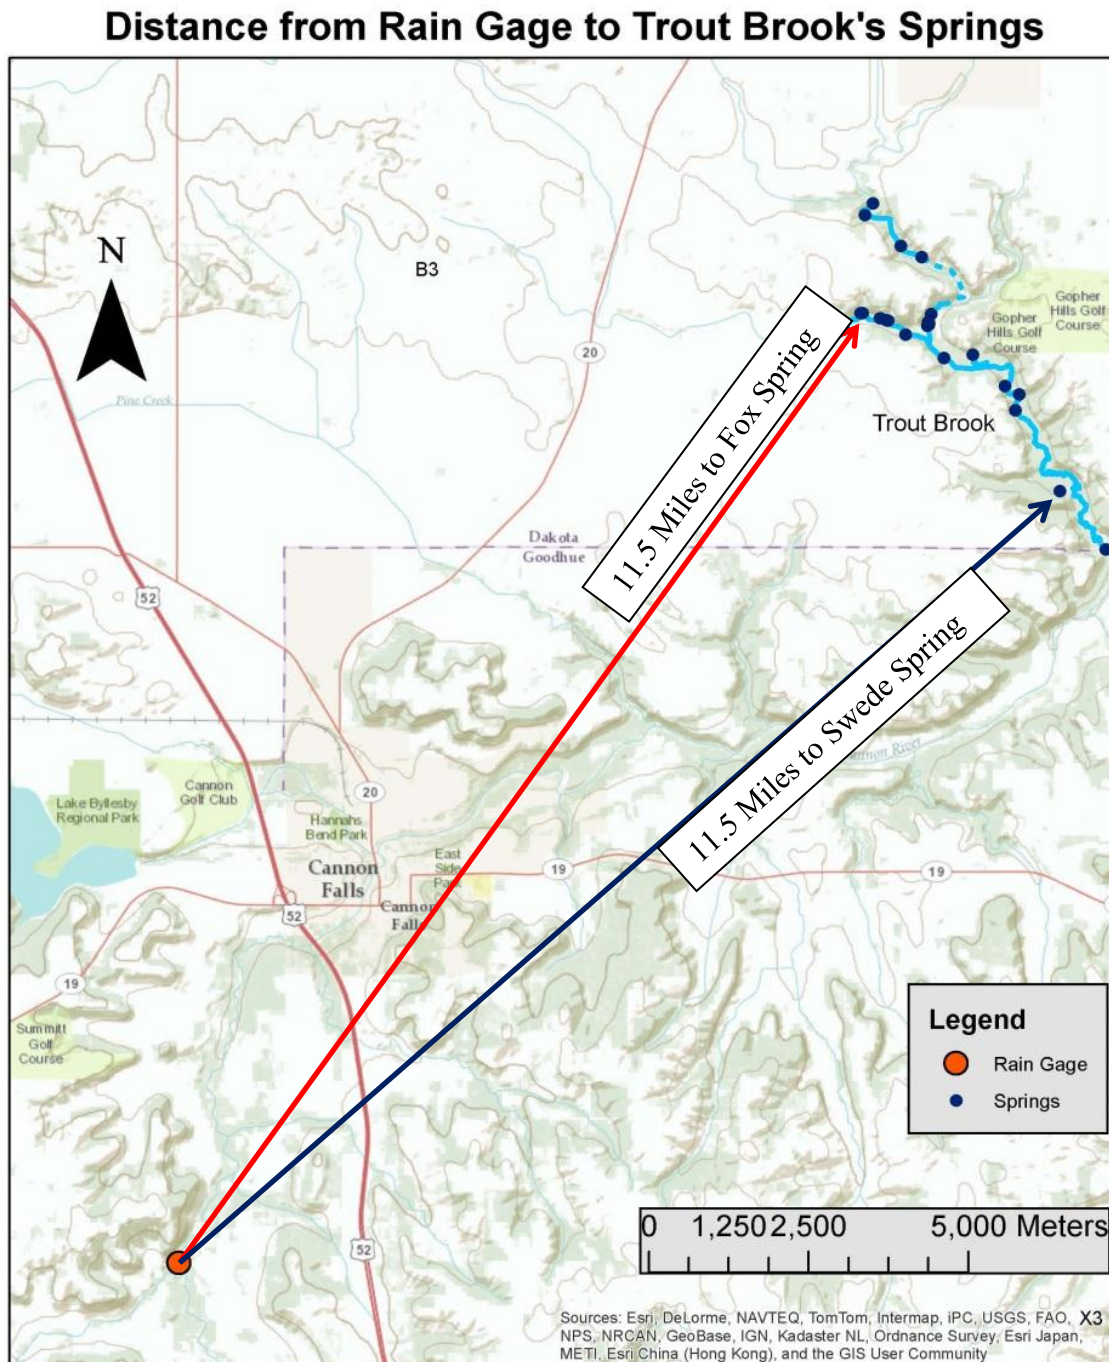 Distance from Rain Gage to Trout Brook's Springs
N
B3
20
Gopher
Hills Golf
Course
Gopher
Hills Golf
Course
Pine Creek
Trout Brook
11.5 Miles to Fox Spring
Dakota
Goodhue
52
11.5 Miles to Swede Spring
Cannon
Golf Club
Lake Byllesby
Regional Park
20
Hannahs
Bend Park
East
Side
Park
Cannon
Falls
19
19
52
Cannon
Falls
19
Summitt
Golf
Course
Legend
Rain Gage
Springs
52
0 1,250 2,500 5,000 Meters
Sources: Esri, DeLorme, NAVTEQ, TomTom, Intermap, iPC, USGS, FAO, X3
NPS, NRCAN, GeoBase, IGN, Kadaster NL, Ordnance Survey, Esri Japan,
METI, Esri China (Hong Kong), and the GIS User Community